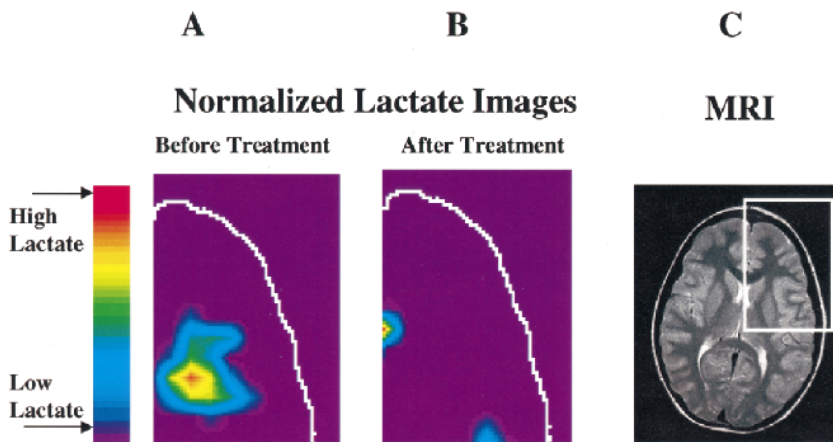 A
B
C
Normalized Lactate Images
MRI
Before Treatment
After Treatment
High
Lactate
Low
Lactate